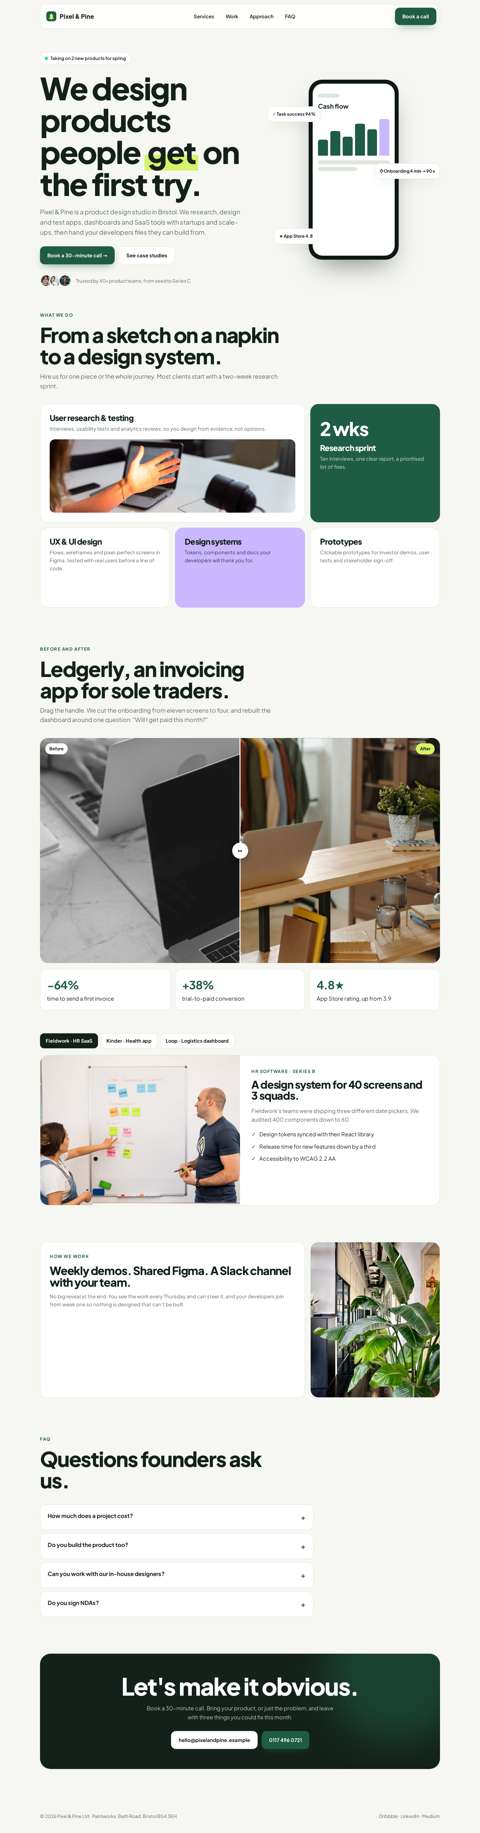 Pixel & Pine
Services Work Approach FAQ
Book a call
Taking on 2 new products for spring
We design
products
people get on
the first try.
Pixel & Pine is a product design studio in Bristol. We research, design
and test apps, dashboards and SaaS tools with startups and scale-
ups, then hand your developers files they can build from.
Book a 30-minute call →
See case studies
Trusted by 40+ product teams, from seed to Series C
✓ Task success 94%
Cash flow
Onboarding 4 min → 90 s
★ App Store 4.8
WHAT WE DO
From a sketch on a napkin
to a design system.
Hire us for one piece or the whole journey. Most clients start with a two-week research
sprint.
User research & testing
Interviews, usability tests and analytics reviews, so you design from evidence, not opinions.
2 wks
Research sprint
Ten interviews, one clear report, a prioritised
list of fixes.
UX & UI design
Flows, wireframes and pixel-perfect screens in
Figma, tested with real users before a line of
code.
Design systems
Tokens, components and docs your
developers will thank you for.
Prototypes
Clickable prototypes for investor demos, user
tests and stakeholder sign-off.
BEFORE AND AFTER
Ledgerly, an invoicing
app for sole traders.
Drag the handle. We cut the onboarding from eleven screens to four, and rebuilt the
dashboard around one question: "Will I get paid this month?"
Before
After
−64%
time to send a first invoice
+38%
trial-to-paid conversion
4.8★
App Store rating, up from 3.9
Fieldwork · HR SaaS
Kinder · Health app
Loop · Logistics dashboard
HR SOFTWARE · SERIES B
A design system for 40 screens and
3 squads.
Fieldwork's teams were shipping three different date pickers. We
audited 400 components down to 60.
✓ Design tokens synced with their React library
✓ Release time for new features down by a third
✓ Accessibility to WCAG 2.2 AA
HOW WE WORK
Weekly demos. Shared Figma. A Slack channel
with your team.
No big reveal at the end. You see the work every Thursday and can steer it, and your developers join
from week one so nothing is designed that can't be built.
FAQ
Questions founders ask
us.
How much does a project cost? +
Do you build the product too? +
Can you work with our in-house designers? +
Do you sign NDAs? +
Let's make it obvious.
Book a 30-minute call. Bring your product, or just the problem, and leave
with three things you could fix this month.
hello@pixelandpine.example
0117 496 0721
© 2026 Pixel & Pine Ltd · Paintworks, Bath Road, Bristol BS4 3EH
Dribbble · LinkedIn · Medium